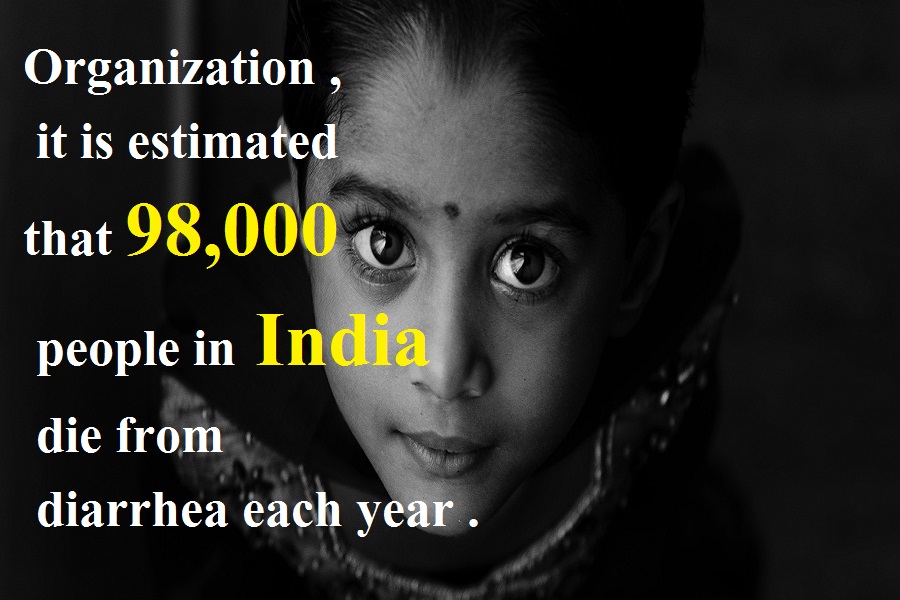 Organization ,
it is estimated
that 98,000
people in India
die from
diarrhea each year .